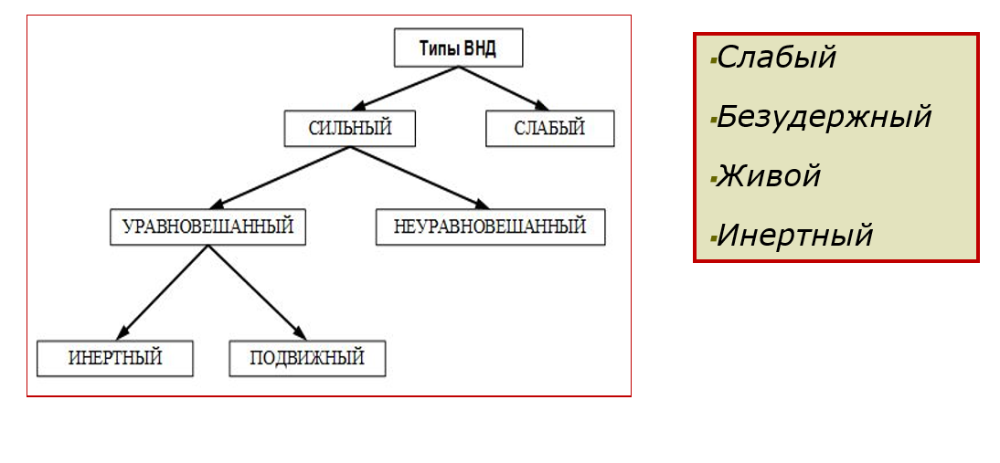 Типы ВНД
СИЛЬНЫЙ
СЛАБЫЙ
УРАВНОВЕШАННЫЙ
НЕУРАВНОВЕШАННЫЙ
ИНЕРТНЫЙ
ПОДВИЖНЫЙ
▪Слабый
▪Безудержный
▪Живой
▪Инертный